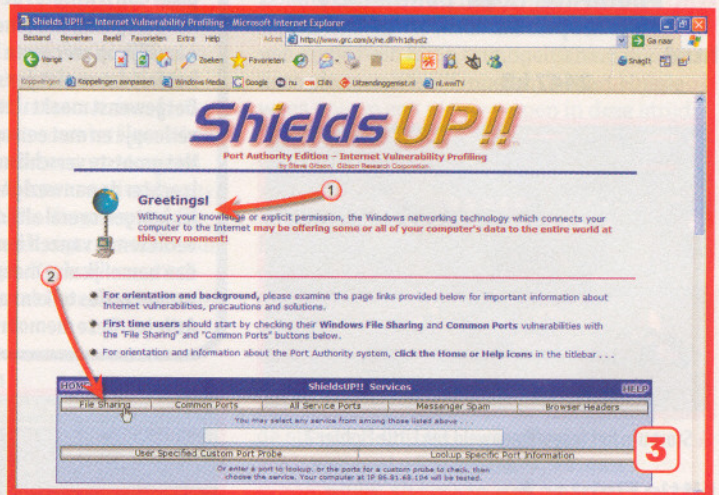 Shields UP!! -- Internet Vulnerability Profiling - Microsoft Internet Explorer
Bestand Bewerken Beeld Favorieten Extra Help Adres http://www.grc.com/x/ne.dll?rh1dkyd2 Ga naar
Vorige Zoeken Favorieten SnagIt
Koppelingen Koppelingen aanpassen Windows Media Google nu Uitzendinggemist.nl nl.wwiTV
Shields UP!!
Port Authority Edition – Internet Vulnerability Profiling
by Steve Gibson, Gibson Research Corporation.
1
Greetings!
Without your knowledge or explicit permission, the Windows networking technology which connects your
computer to the Internet may be offering some or all of your computer's data to the entire world at
this very moment!
2
For orientation and background, please examine the page links provided below for important information about
Internet vulnerabilities, precautions and solutions.
First time users should start by checking their Windows File Sharing and Common Ports vulnerabilities with
the "File Sharing" and "Common Ports" buttons below.
For orientation and information about the Port Authority system, click the Home or Help icons in the titlebar . . .
HOME ShieldsUP!! Services HELP
File Sharing Common Ports All Service Ports Messenger Spam Browser Headers
You may select any service from among those listed above . . .
User Specified Custom Port Probe Lookup Specific Port Information
Or enter a port to lookup, or the ports for a custom probe to check, then
choose the service. Your computer at IP 86.81.68.104 will be tested.
3